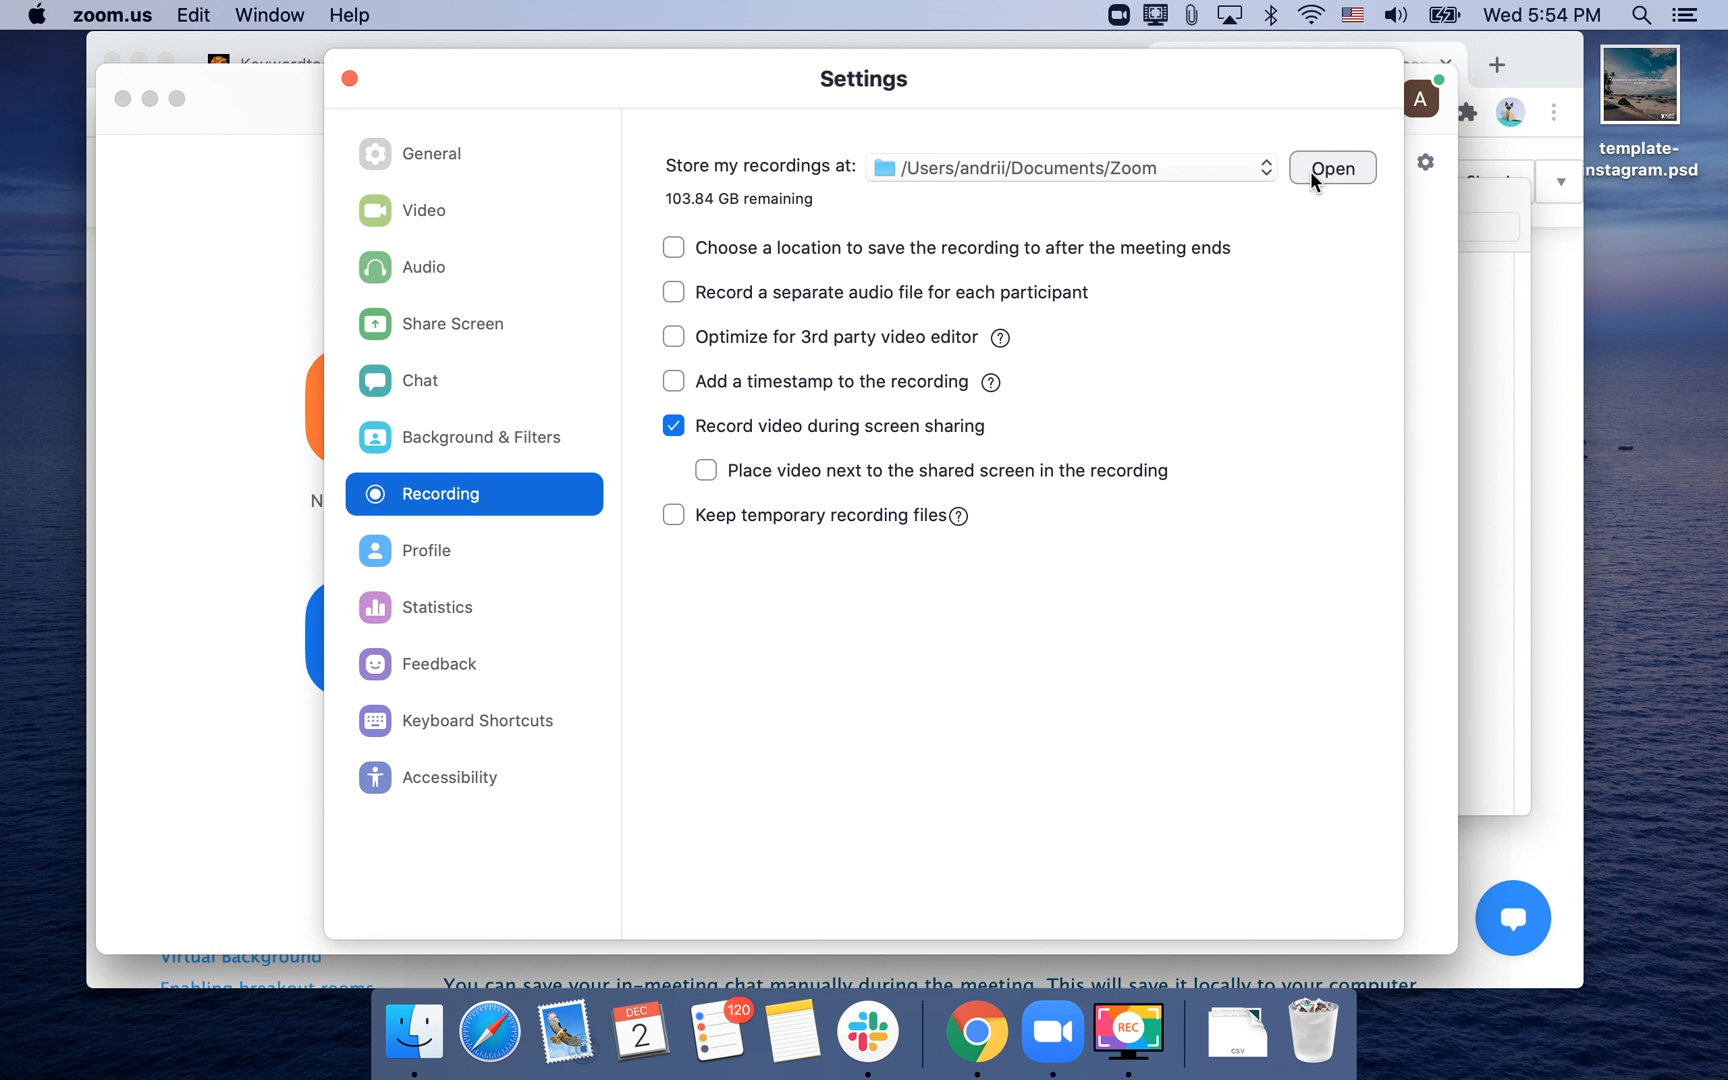 zoom.us Edit Window Help
Wed 5:54 PM
Settings
A
template-
instagram.psd
General
Video
Audio
Share Screen
Chat
Background & Filters
Recording
Profile
Statistics
Feedback
Keyboard Shortcuts
Accessibility
Store my recordings at: /Users/andrii/Documents/Zoom Open
103.84 GB remaining
Choose a location to save the recording to after the meeting ends
Record a separate audio file for each participant
Optimize for 3rd party video editor ?
Add a timestamp to the recording ?
Record video during screen sharing
Place video next to the shared screen in the recording
Keep temporary recording files ?
N
Virtual Background
Enabling breakout rooms
You can save your in-meeting chat manually during the meeting. This will save it locally to your computer
DEC
2
120
REC
CSV